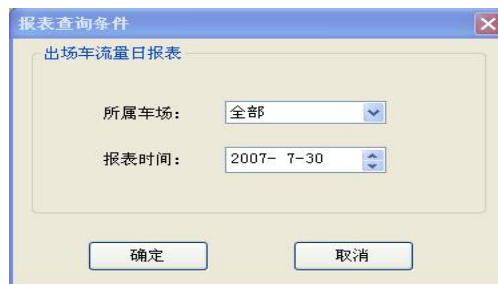 报表查询条件
出场车流量日报表
所属车场： 全部
报表时间： 2007- 7-30
确定 取消